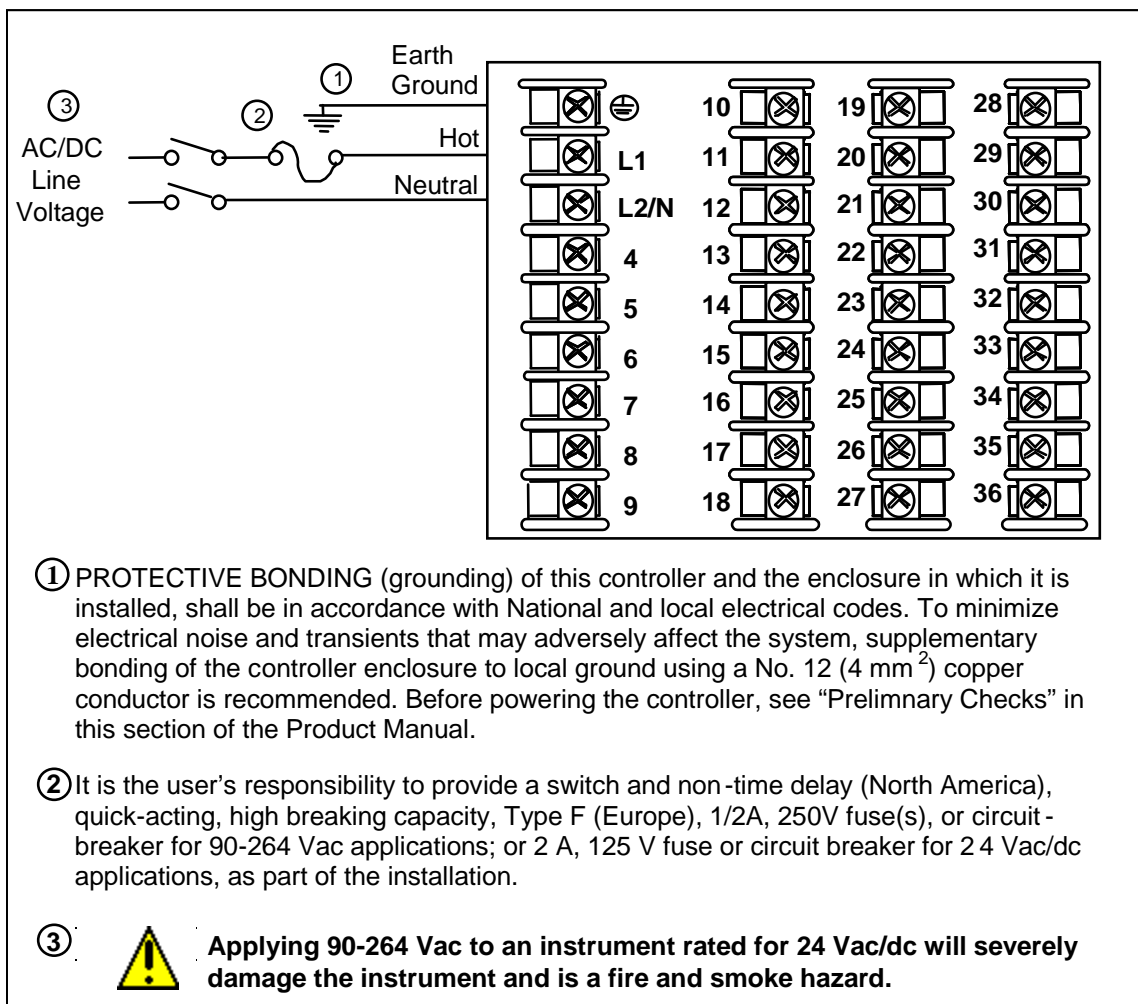 Earth
Ground
①
③
②
AC/DC
Line
Voltage
Hot
Neutral
L1
L2/N
4
5
6
7
8
9
10
11
12
13
14
15
16
17
18
19
20
21
22
23
24
25
26
27
28
29
30
31
32
33
34
35
36
① PROTECTIVE BONDING (grounding) of this controller and the enclosure in which it is
installed, shall be in accordance with National and local electrical codes. To minimize
electrical noise and transients that may adversely affect the system, supplementary
bonding of the controller enclosure to local ground using a No. 12 (4 mm²) copper
conductor is recommended. Before powering the controller, see “Prelimnary Checks” in
this section of the Product Manual.
② It is the user’s responsibility to provide a switch and non-time delay (North America),
quick-acting, high breaking capacity, Type F (Europe), 1/2A, 250V fuse(s), or circuit-
breaker for 90-264 Vac applications; or 2 A, 125 V fuse or circuit breaker for 2 4 Vac/dc
applications, as part of the installation.
③ Applying 90-264 Vac to an instrument rated for 24 Vac/dc will severely
damage the instrument and is a fire and smoke hazard.